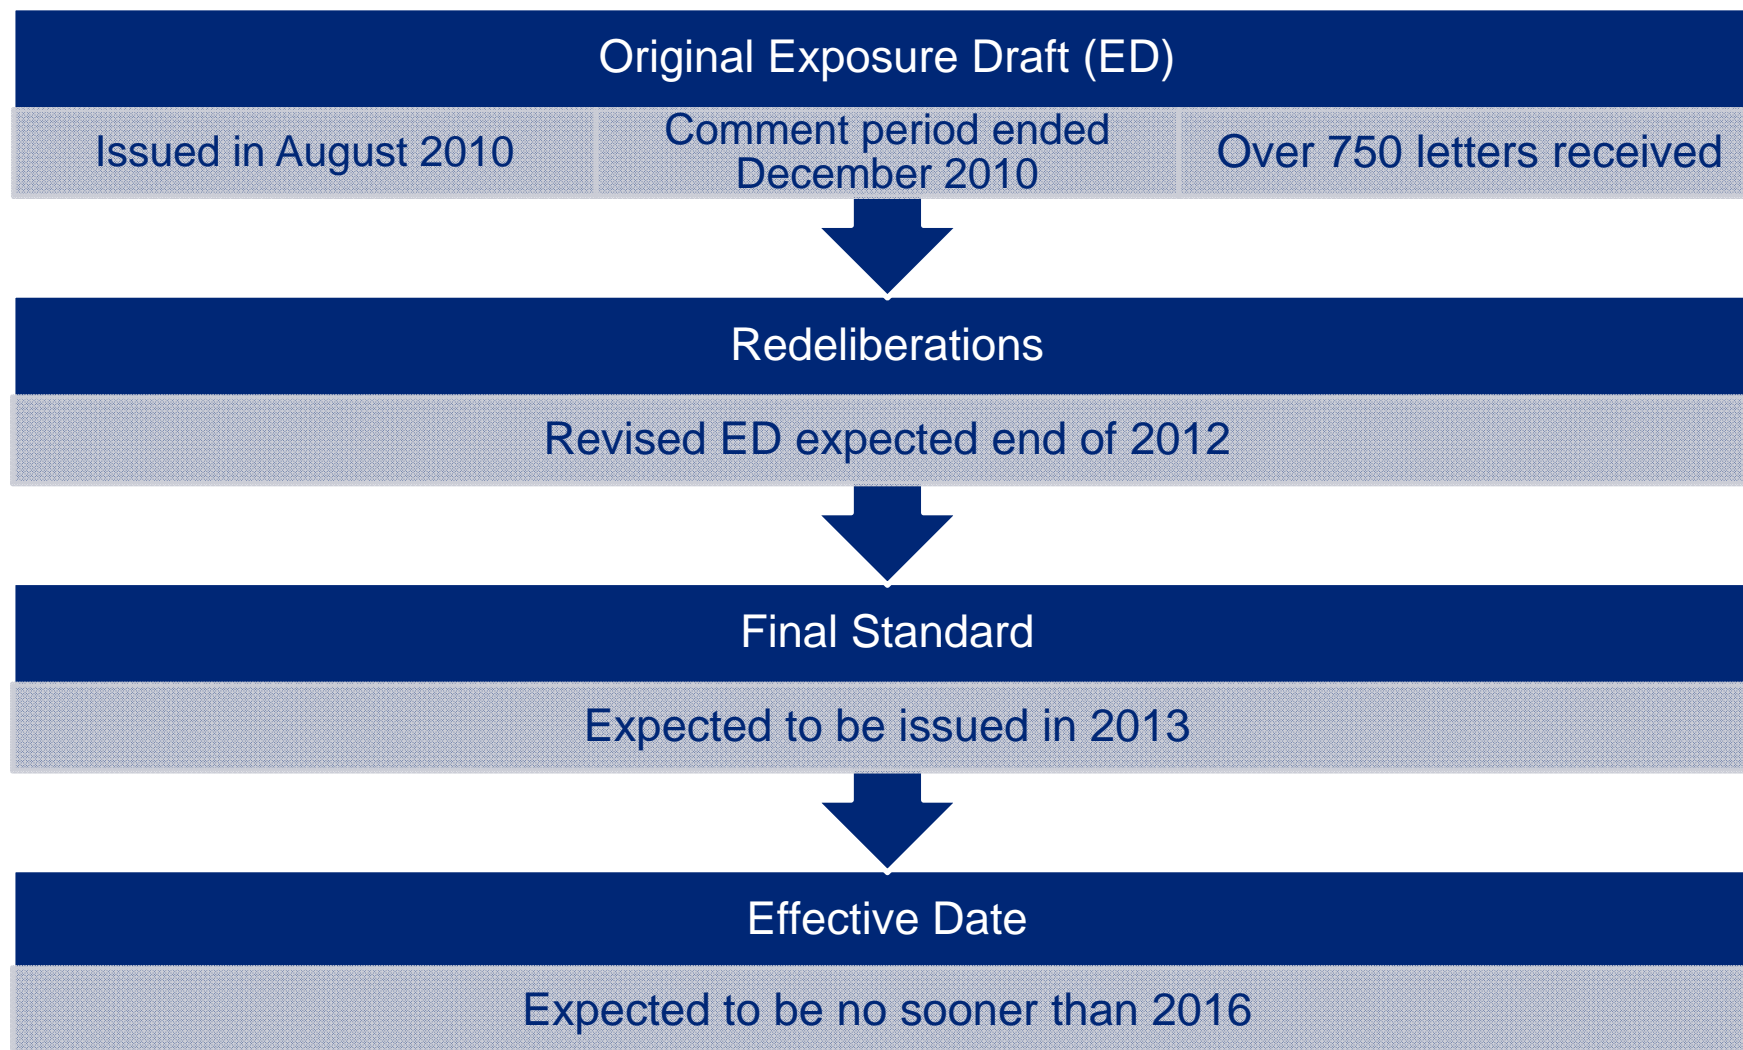 Original Exposure Draft (ED)
Issued in August 2010
Comment period ended
December 2010
Over 750 letters received
Redeliberations
Revised ED expected end of 2012
Final Standard
Expected to be issued in 2013
Effective Date
Expected to be no sooner than 2016